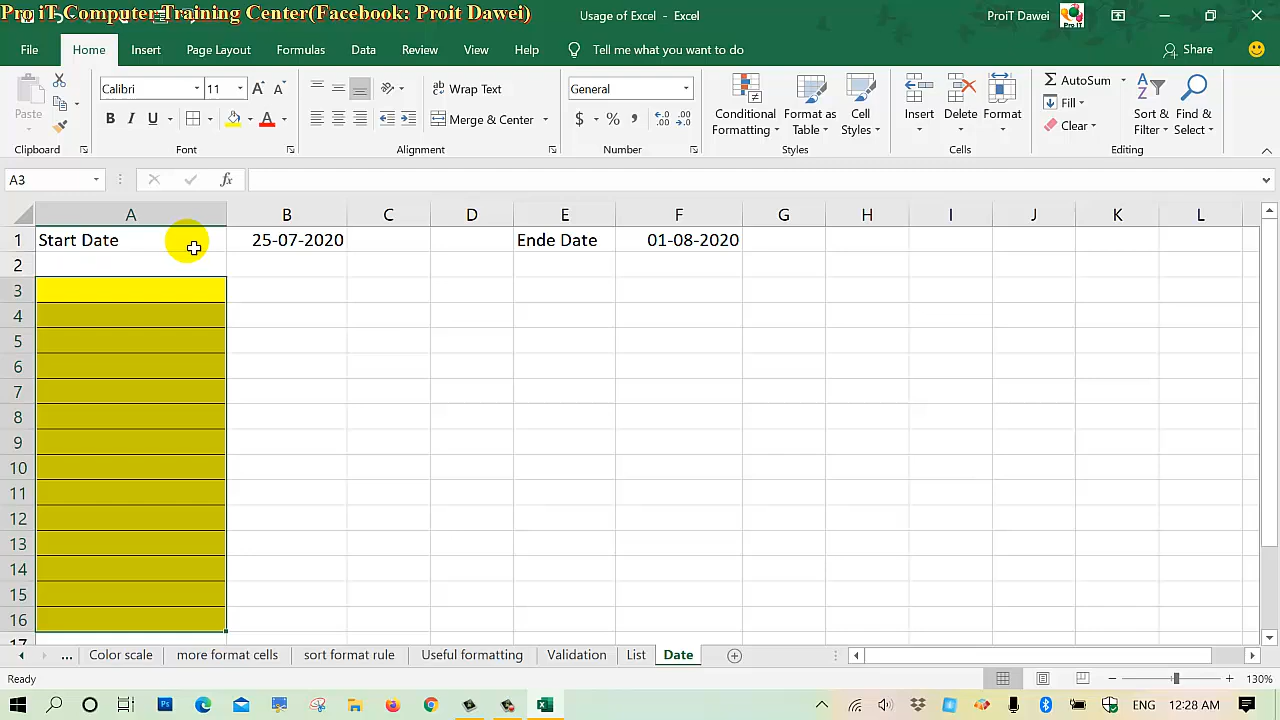 Pro iT Computer Training Center(Facebook: Proit Dawei)
Usage of Excel - Excel
ProiT Dawei
Pro IT
File Home Insert Page Layout Formulas Data Review View Help Tell me what you want to do Share
Paste
Clipboard
Calibri 11
B I U A
Font
Wrap Text
Merge & Center
Alignment
General
$ % ,
Number
Conditional Formatting
Format as Table
Cell Styles
Styles
Insert
Delete
Format
Cells
AutoSum
Fill
Clear
Sort & Filter
Find & Select
Editing
A3
fx
A B C D E F G H I J K L
1 Start Date 25-07-2020 Ende Date 01-08-2020
2
3
4
5
6
7
8
9
10
11
12
13
14
15
16
17
... Color scale more format cells sort format rule Useful formatting Validation List Date
Ready
130%
ENG 12:28 AM